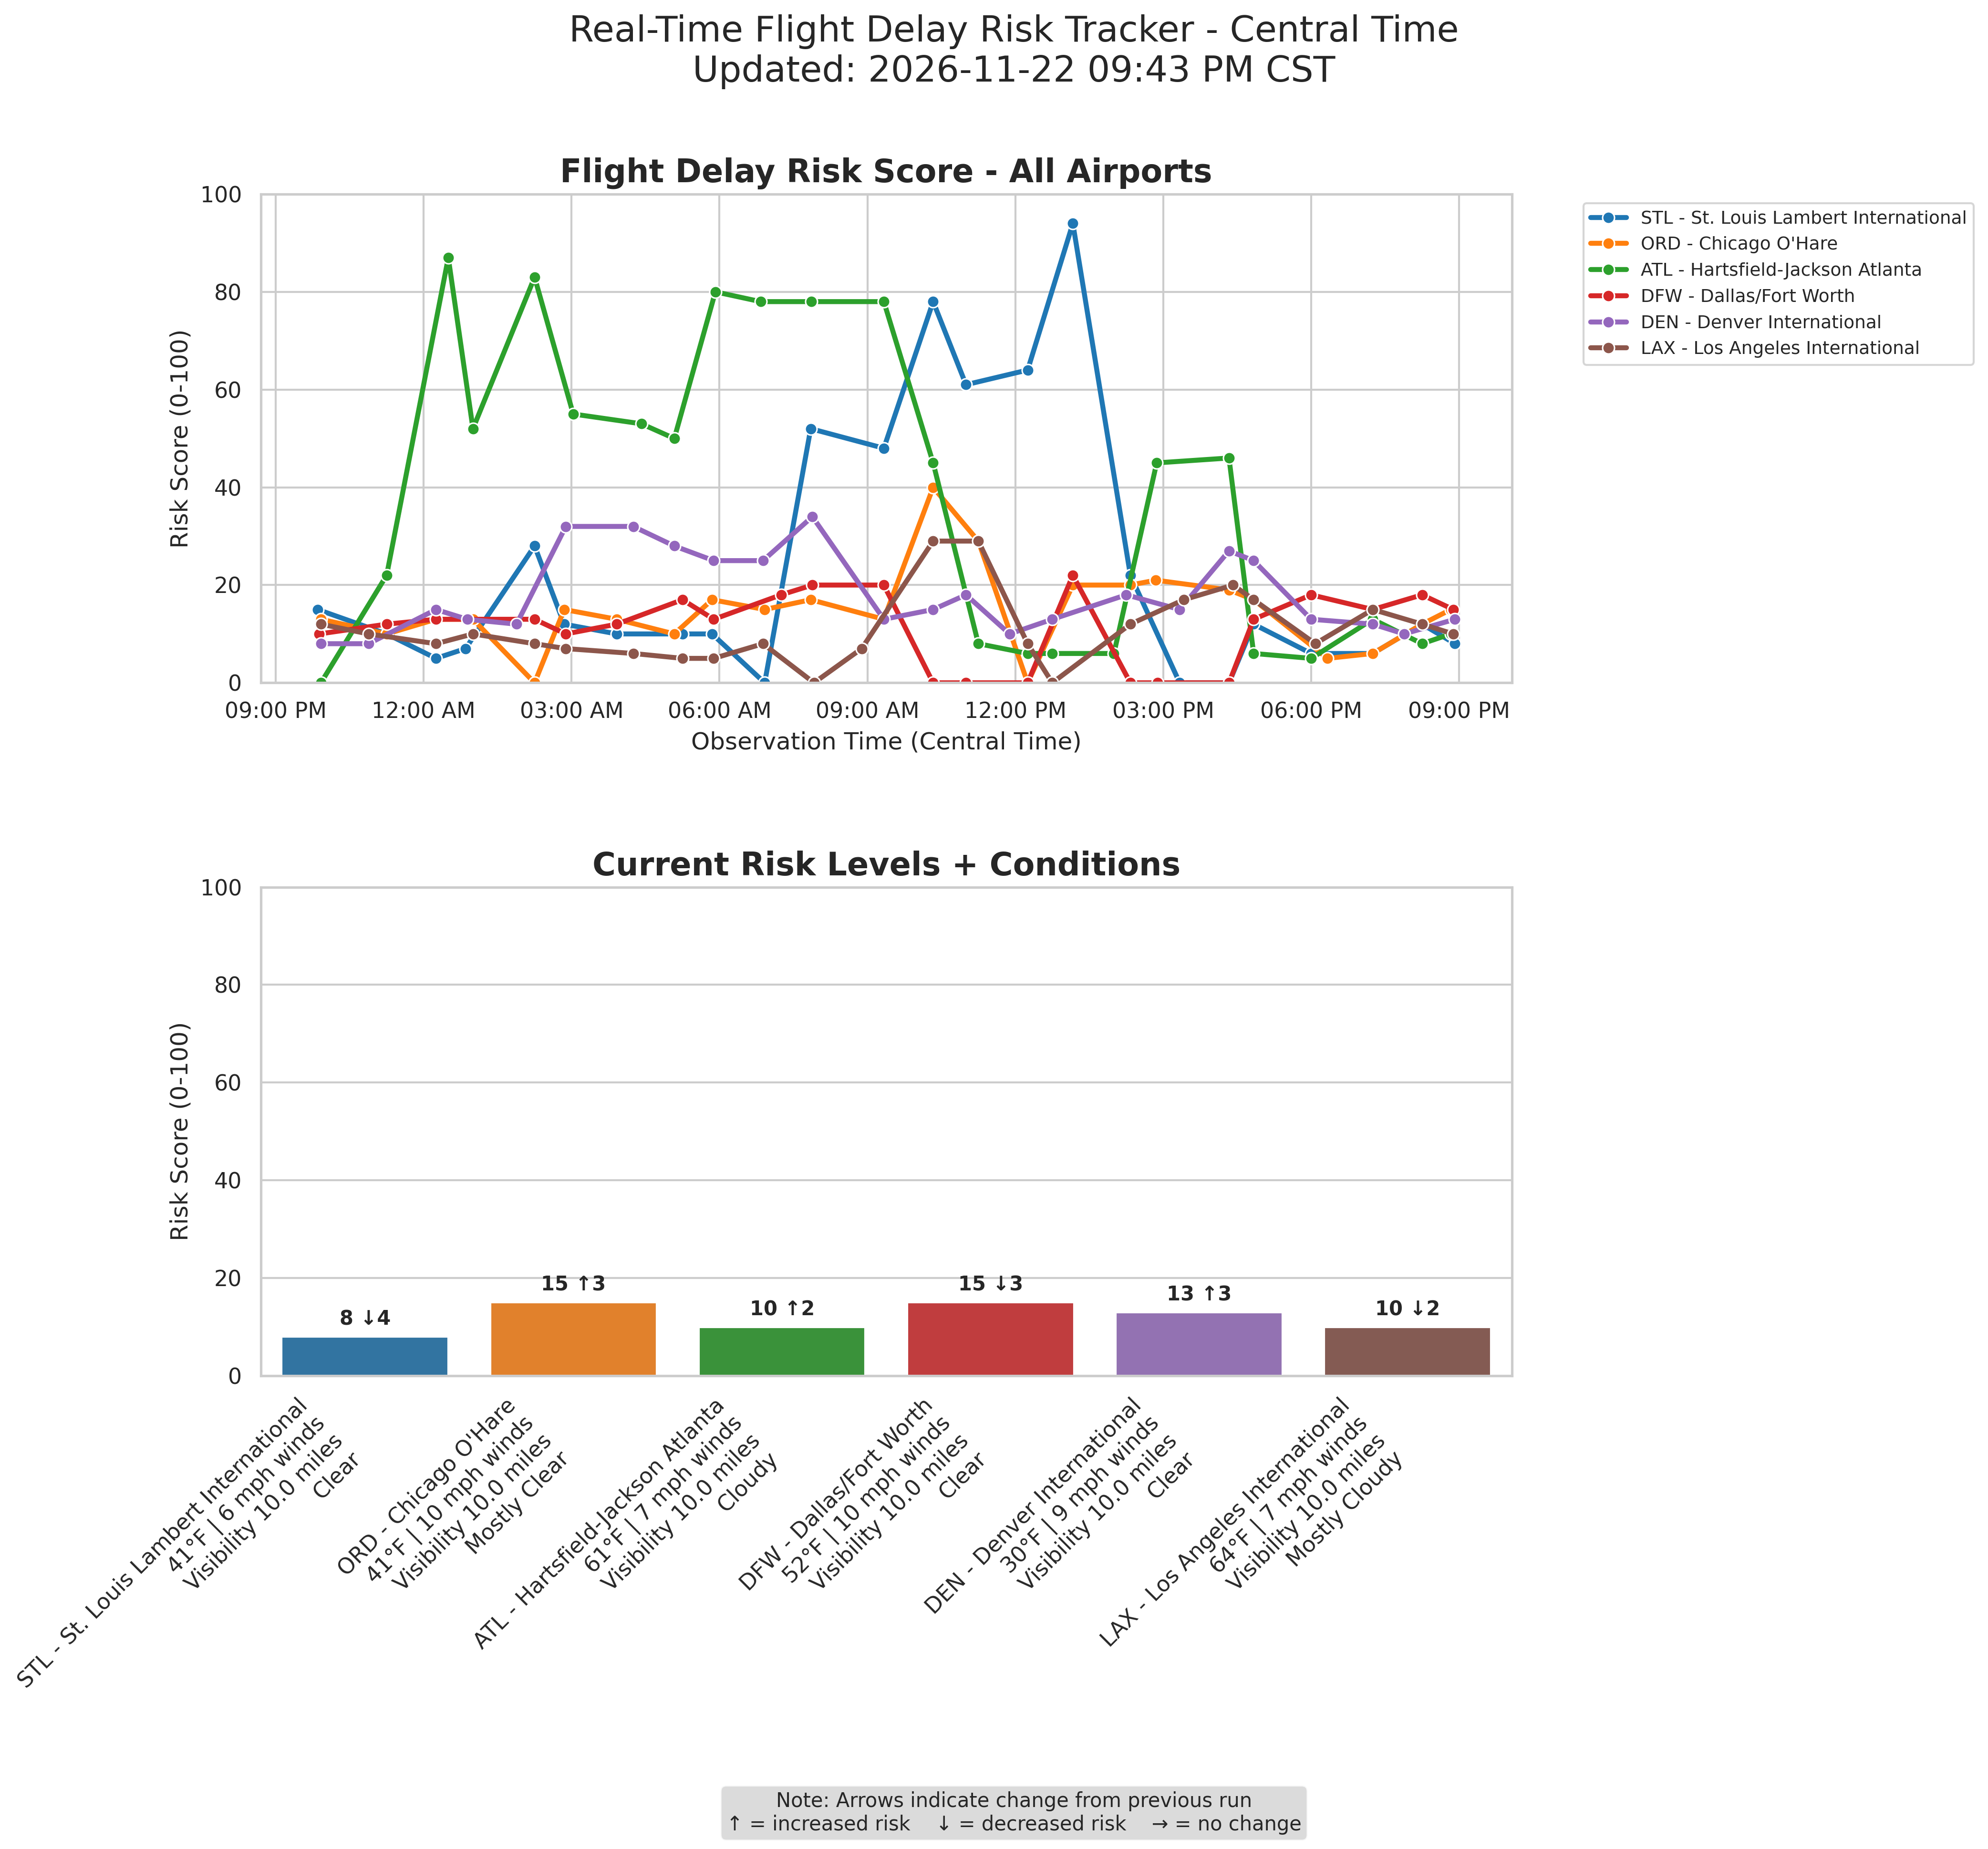 Real-Time Flight Delay Risk Tracker - Central Time
Updated: 2026-11-22 09:43 PM CST
Flight Delay Risk Score - All Airports
100
80
60
40
20
0
Risk Score (0-100)
09:00 PM
12:00 AM
03:00 AM
06:00 AM
09:00 AM
12:00 PM
03:00 PM
06:00 PM
09:00 PM
Observation Time (Central Time)
STL - St. Louis Lambert International
ORD - Chicago O'Hare
ATL - Hartsfield-Jackson Atlanta
DFW - Dallas/Fort Worth
DEN - Denver International
LAX - Los Angeles International
Current Risk Levels + Conditions
100
80
60
40
20
0
Risk Score (0-100)
8 ↓4
15 ↑3
10 ↑2
15 ↓3
13 ↑3
10 ↓2
STL - St. Louis Lambert International
41°F | 6 mph winds
Visibility 10.0 miles
Clear
ORD - Chicago O'Hare
41°F | 10 mph winds
Visibility 10.0 miles
Mostly Clear
ATL - Hartsfield-Jackson Atlanta
61°F | 7 mph winds
Visibility 10.0 miles
Cloudy
DFW - Dallas/Fort Worth
52°F | 10 mph winds
Visibility 10.0 miles
Clear
DEN - Denver International
30°F | 9 mph winds
Visibility 10.0 miles
Clear
LAX - Los Angeles International
64°F | 7 mph winds
Visibility 10.0 miles
Mostly Cloudy
Note: Arrows indicate change from previous run
↑ = increased risk ↓ = decreased risk → = no change